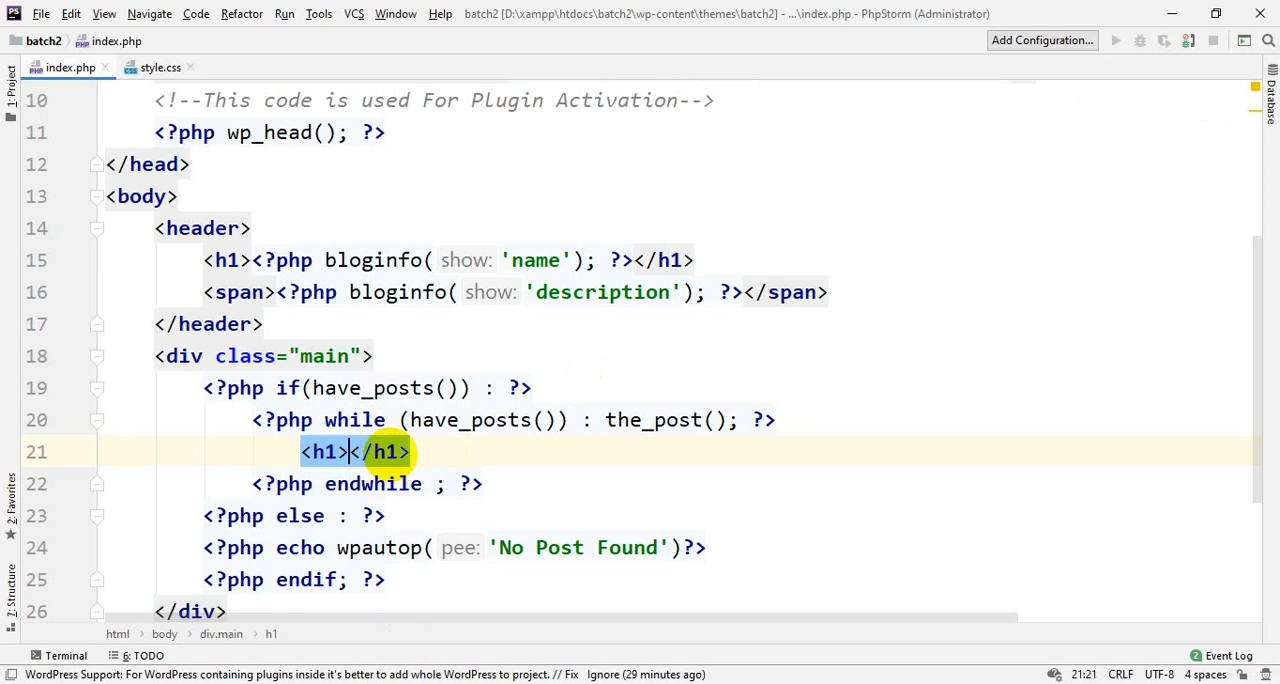 File Edit View Navigate Code Refactor Run Tools VCS Window Help batch2 [D:\xampp\htdocs\batch2\wp-content\themes\batch2] - ...\index.php - PhpStorm (Administrator)
batch2 index.php Add Configuration...
index.php style.css
1: Project
Database
10 <!--This code is used For Plugin Activation-->
11 <?php wp_head(); ?>
12 </head>
13 <body>
14 <header>
15 <h1><?php bloginfo( show: 'name'); ?></h1>
16 <span><?php bloginfo( show: 'description'); ?></span>
17 </header>
18 <div class="main">
19 <?php if(have_posts()) : ?>
20 <?php while (have_posts()) : the_post(); ?>
21 <h1></h1>
22 <?php endwhile ; ?>
23 <?php else : ?>
24 <?php echo wpautop( pee: 'No Post Found')?>
25 <?php endif; ?>
26 </div>
2: Favorites
Z: Structure
html body div.main h1
Terminal 6: TODO 2 Event Log
WordPress Support: For WordPress containing plugins inside it's better to add whole WordPress to project. // Fix Ignore (29 minutes ago) 21:21 CRLF UTF-8 4 spaces